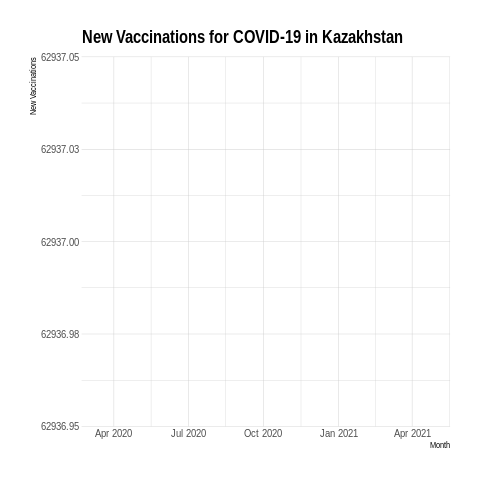 New Vaccinations for COVID-19 in Kazakhstan
New Vaccinations
62937.05
62937.03
62937.00
62936.98
62936.95
Apr 2020 Jul 2020 Oct 2020 Jan 2021 Apr 2021
Month